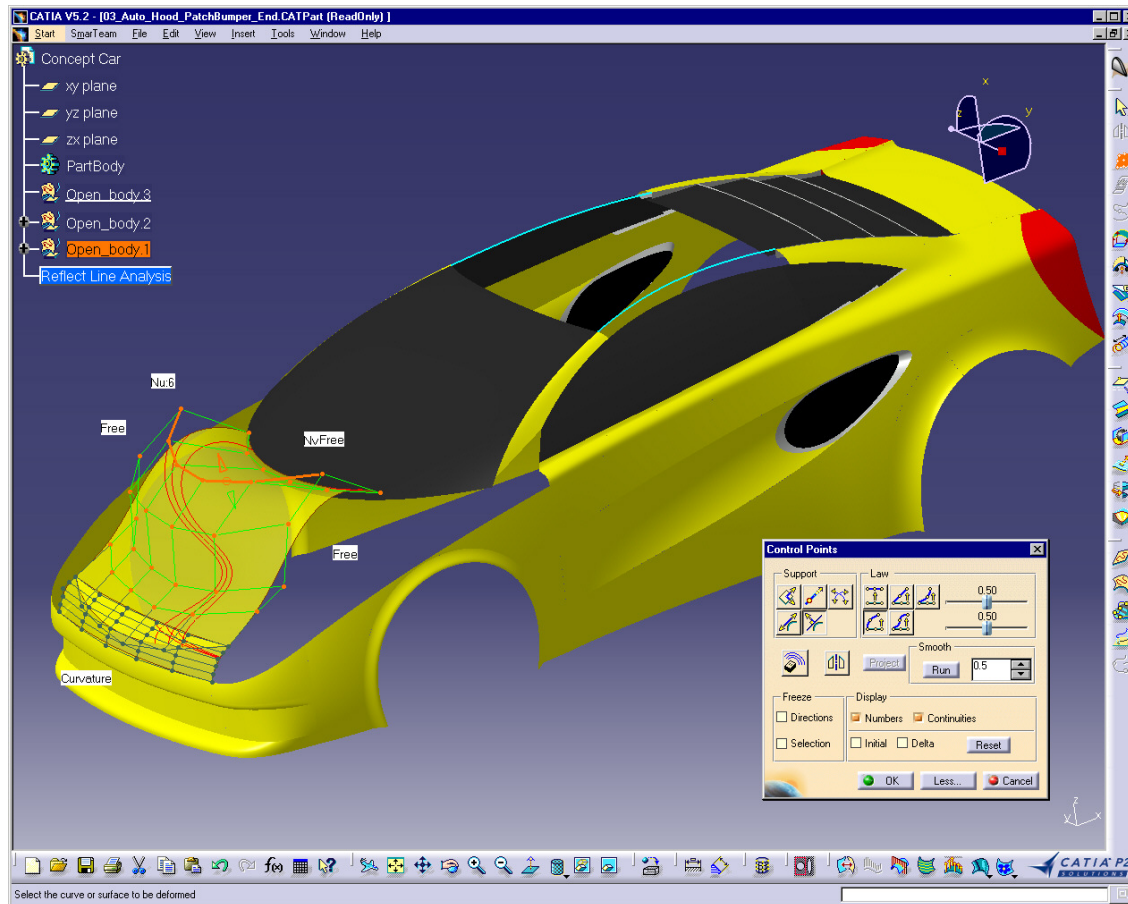 CATIA V5.2 - [03_Auto_Hood_PatchBumper_End.CATPart (ReadOnly) ]
Start SmarTeam File Edit View Insert Tools Window Help
Concept Car
xy plane
yz plane
zx plane
PartBody
Open_body.3
Open_body.2
Open_body.1
Reflect Line Analysis
x
y
z
Nu:6
Free
NvFree
Free
Curvature
Control Points
Support
Law
0.50
0.50
Project
Smooth
Run
0.5
Freeze
Directions
Selection
Display
Numbers
Continuities
Initial
Delta
Reset
OK
Less...
Cancel
z
y
x
f(x)
CATIA P2
SOLUTIONS
Select the curve or surface to be deformed